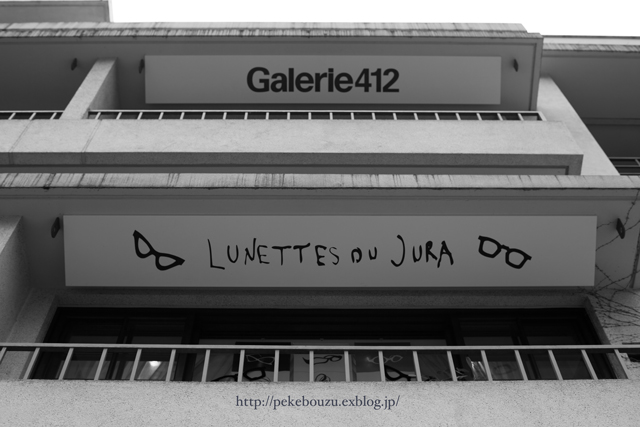 Galerie412
LUNETTES DU JURA
http://pekebouzu.exblog.jp/